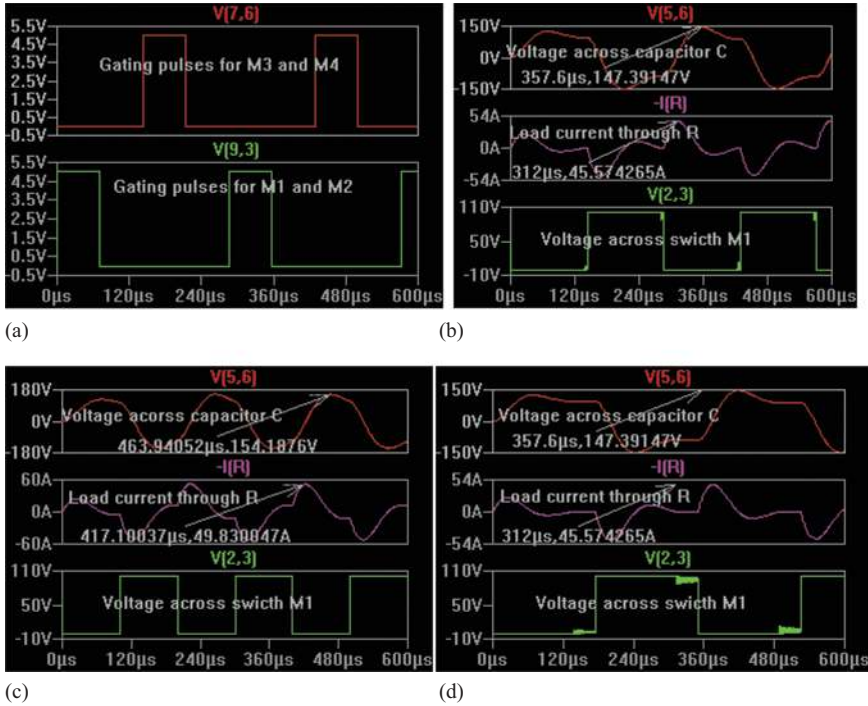 V(7,6)
5.5V
4.5V
3.5V
2.5V
1.5V
0.5V
-0.5V
Gating pulses for M3 and M4
V(9,3)
5.5V
4.5V
3.5V
2.5V
1.5V
0.5V
-0.5V
Gating pulses for M1 and M2
0µs 120µs 240µs 360µs 480µs 600µs
(a)
V(5,6)
150V
0V
-150V
Voltage across capacitor C
357.6µs,147.39147V
-I(R)
54A
0A
-54A
Load current through R
312µs,45.574265A
V(2,3)
110V
50V
-10V
Voltage across swicth M1
0µs 120µs 240µs 360µs 480µs 600µs
(b)
V(5,6)
180V
0V
-180V
Voltage acorss capacitor C
463.94052µs,154.1876V
-I(R)
60A
0A
-60A
Load current through R
417.10037µs,49.830047A
V(2,3)
110V
50V
-10V
Voltage across swicth M1
0µs 120µs 240µs 360µs 480µs 600µs
(c)
V(5,6)
150V
0V
-150V
Voltage across capacitor C
357.6µs,147.39147V
-I(R)
54A
0A
-54A
Load current through R
312µs,45.574265A
V(2,3)
110V
50V
-10V
Voltage across swicth M1
0µs 120µs 240µs 360µs 480µs 600µs
(d)